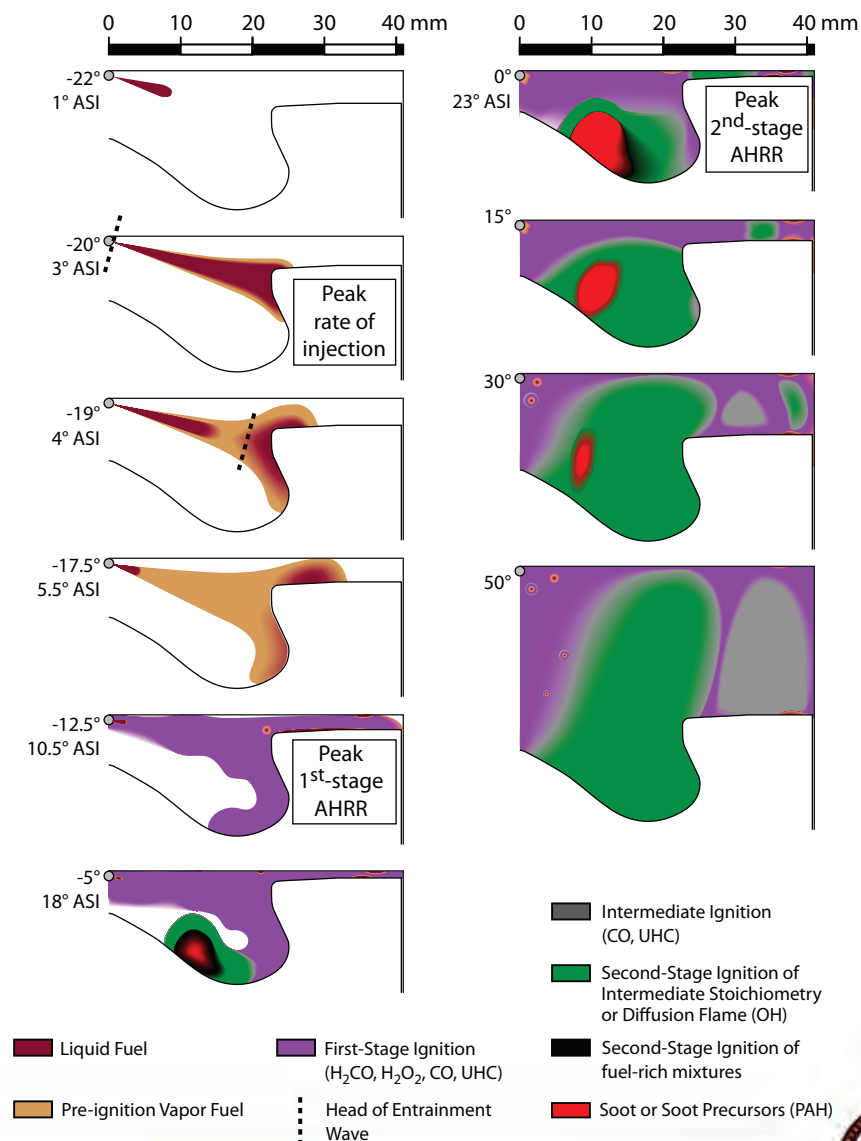 0 10 20 30 40 mm
-22°
1° ASI
-20°
3° ASI
Peak
rate of
injection
-19°
4° ASI
-17.5°
5.5° ASI
-12.5°
10.5° ASI
Peak
1st-stage
AHRR
-5°
18° ASI
0 10 20 30 40 mm
0°
23° ASI
Peak
2nd-stage
AHRR
15°
30°
50°
Intermediate Ignition
(CO, UHC)
Second-Stage Ignition of
Intermediate Stoichiometry
or Diffusion Flame (OH)
Liquid Fuel
First-Stage Ignition
(H2CO, H2O2, CO, UHC)
Second-Stage Ignition of
fuel-rich mixtures
Pre-ignition Vapor Fuel
Head of Entrainment
Wave
Soot or Soot Precursors (PAH)